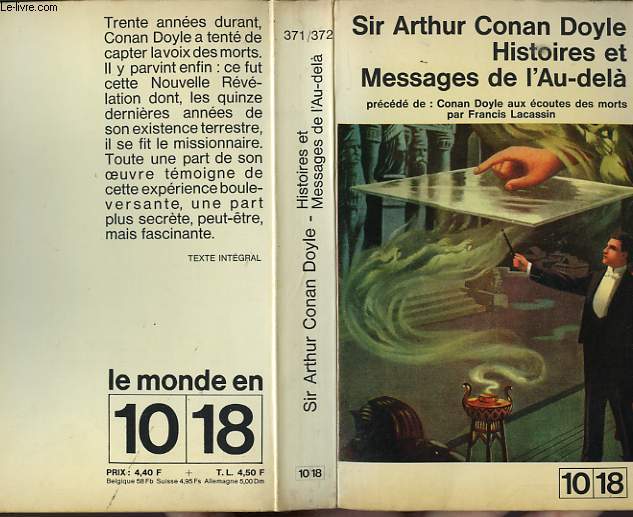 Le-livre.com
Trente années durant,
Conan Doyle a tenté de
capter la voix des morts.
Il y parvint enfin : ce fut
cette Nouvelle Révé-
lation dont, les quinze
dernières années de
son existence terrestre,
il se fit le missionnaire.
Toute une part de son
œuvre témoigne de
cette expérience boule-
versante, une part
plus secrète, peut-être,
mais fascinante.
TEXTE INTÉGRAL
le monde en
10 18
PRIX : 4,40 F + T. L. 4,50 F
Belgique 58 Fb Suisse 4,95 Fs Allemagne 5,00 Dm
371/372
Sir Arthur Conan Doyle - Histoires et
Messages de l'Au-delà
10 18
Sir Arthur Conan Doyle
Histoires et
Messages de l'Au-delà
précédé de : Conan Doyle aux écoutes des morts
par Francis Lacassin
10 18